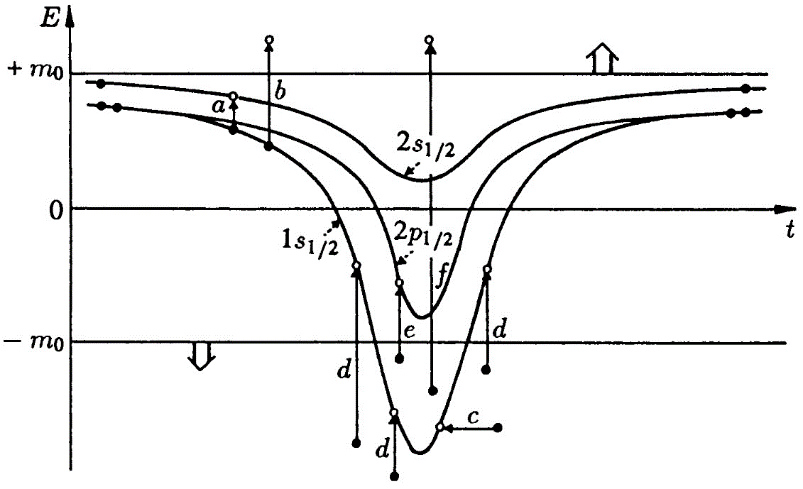 E
+ m₀
a
b
2s₁/₂
0
t
1s₁/₂
2p₁/₂
f
− m₀
e
d
d
d
c